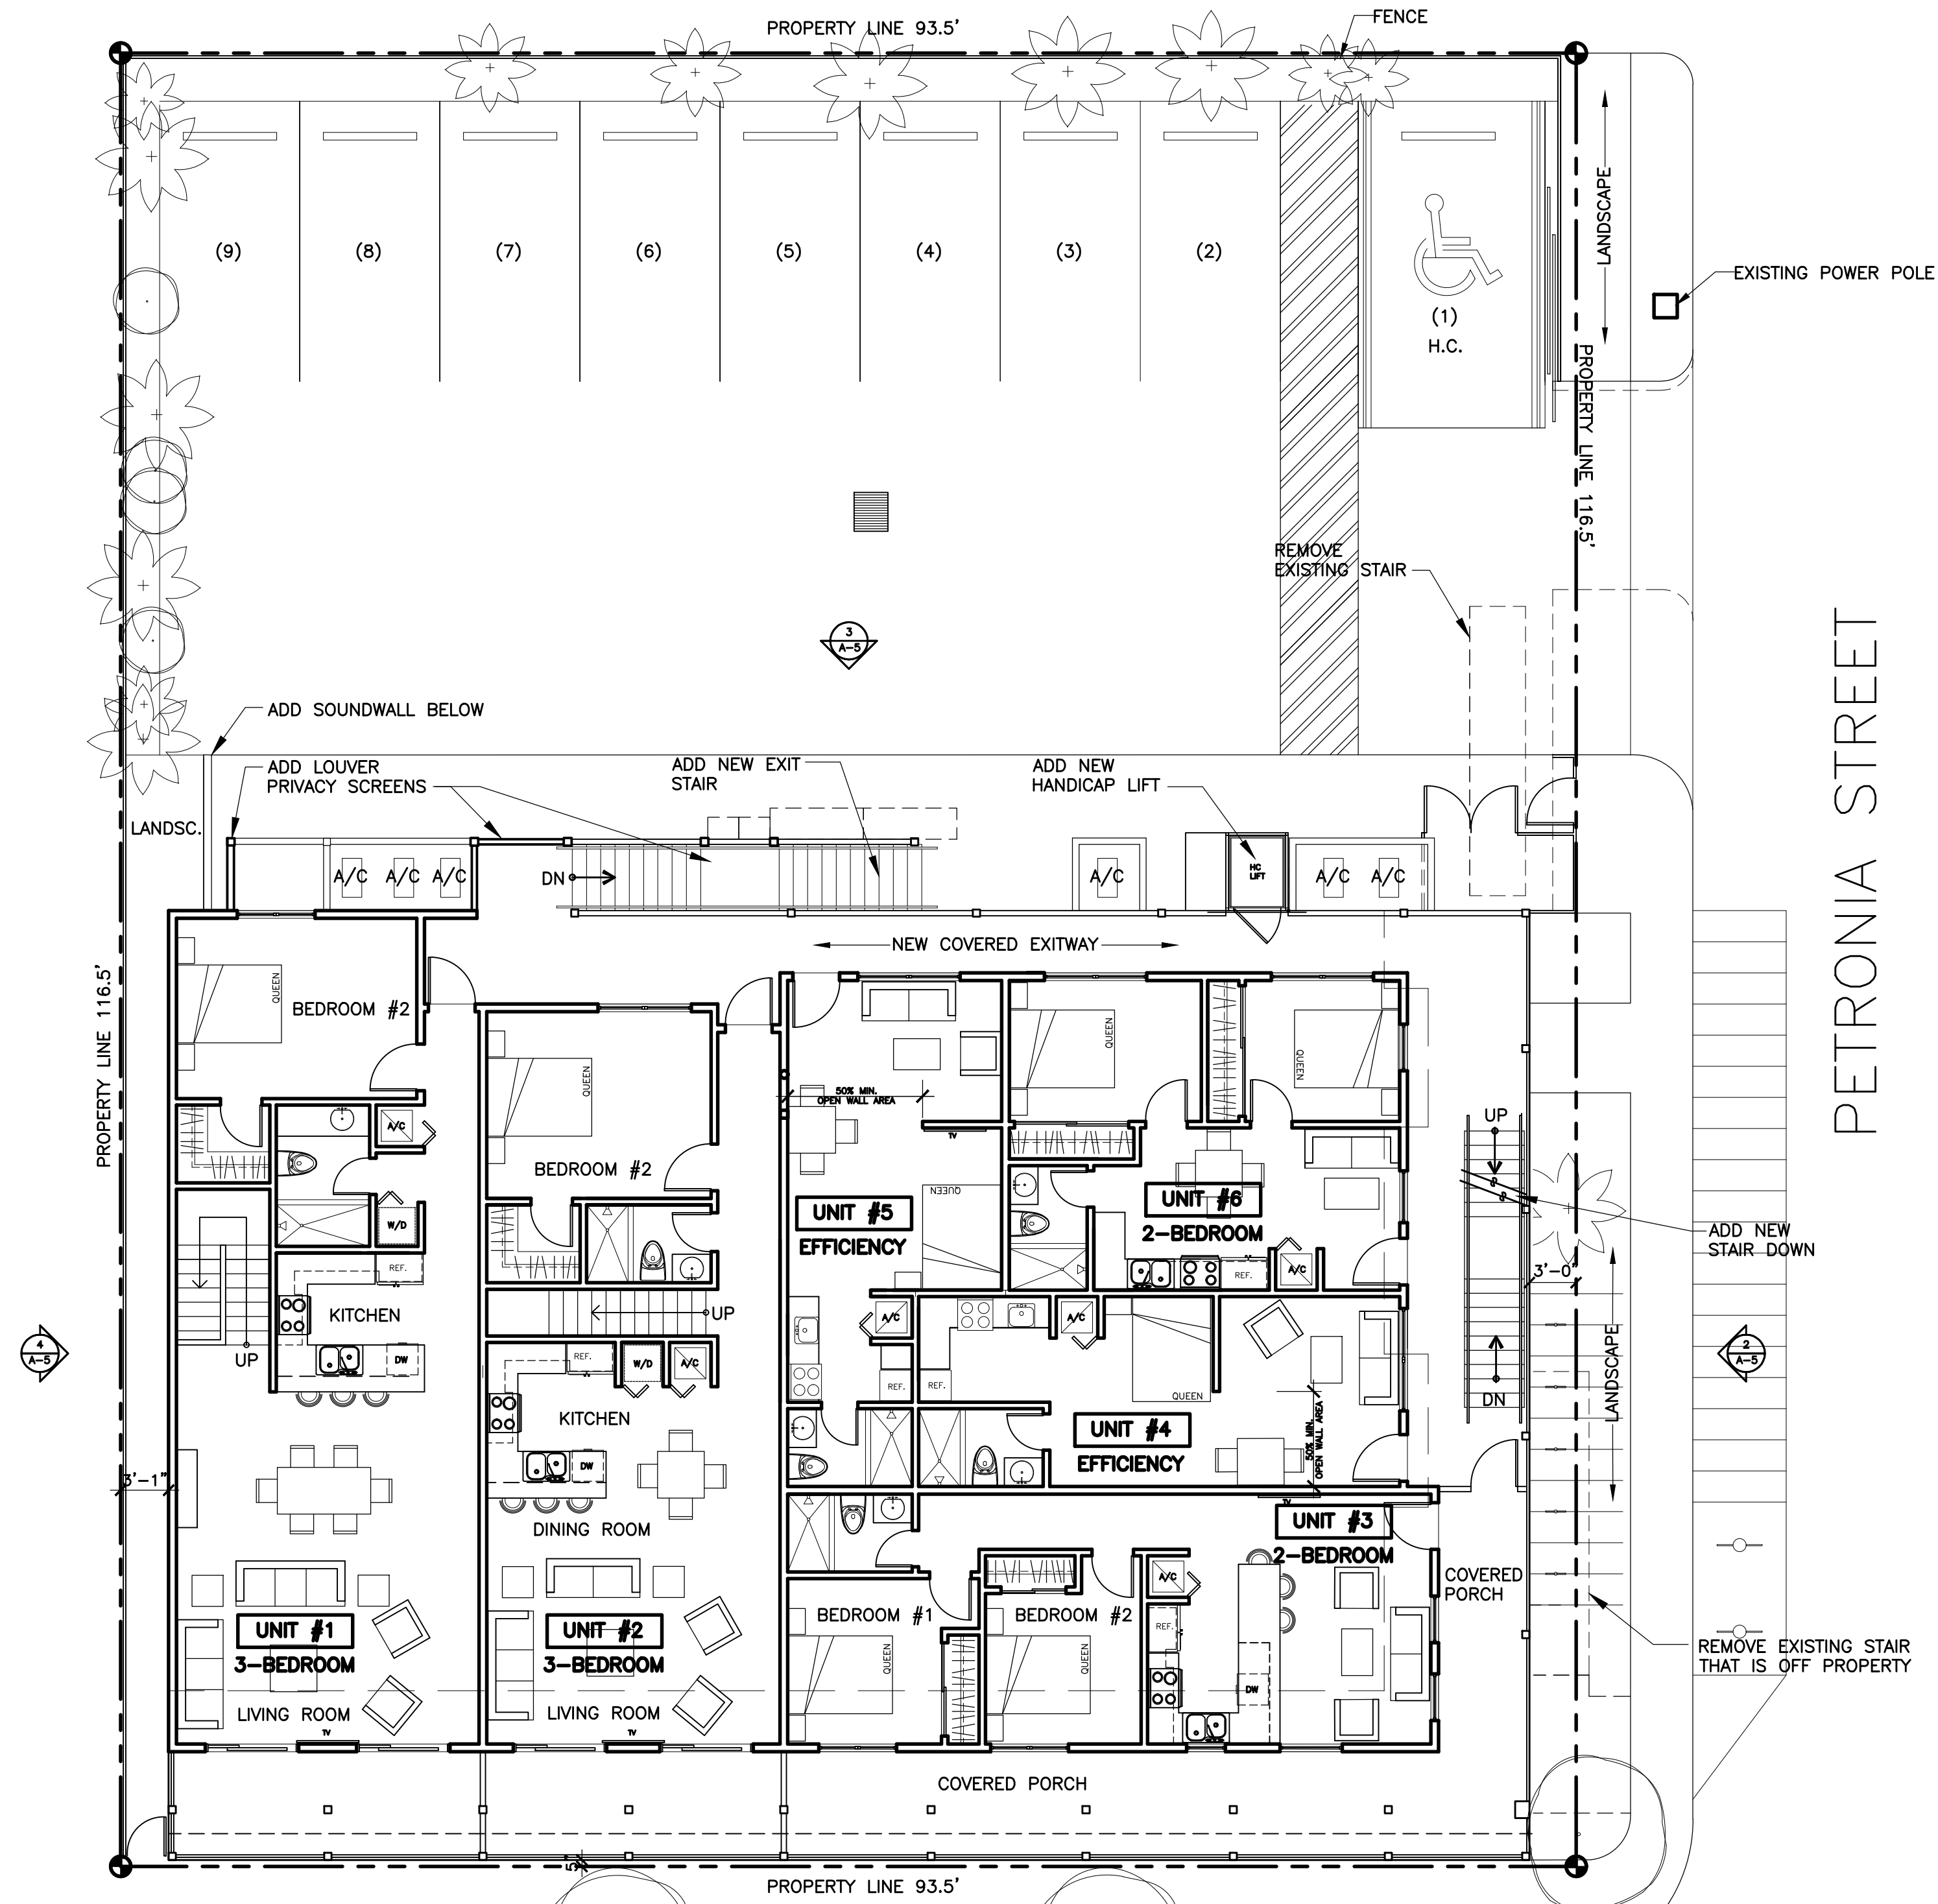 PROPERTY LINE 93.5'
FENCE
(9)
(8)
(7)
(6)
(5)
(4)
(3)
(2)
(1)
H.C.
LANDSCAPE
EXISTING POWER POLE
PROPERTY LINE 116.5'
REMOVE
EXISTING STAIR
3
A-5
PETRONIA STREET
ADD SOUNDWALL BELOW
ADD LOUVER
PRIVACY SCREENS
ADD NEW EXIT
STAIR
ADD NEW
HANDICAP LIFT
LANDSC.
A/C
A/C
A/C
DN
A/C
HC
LIFT
A/C
A/C
NEW COVERED EXITWAY
PROPERTY LINE 116.5'
QUEEN
BEDROOM #2
A/C
W/D
REF.
KITCHEN
DW
UP
3'-1"
UNIT #1
3-BEDROOM
LIVING ROOM
TV
QUEEN
BEDROOM #2
UP
REF.
W/D
A/C
KITCHEN
DW
DINING ROOM
UNIT #2
3-BEDROOM
LIVING ROOM
TV
50% MIN.
OPEN WALL AREA
TV
QUEEN
UNIT #5
EFFICIENCY
A/C
REF.
QUEEN
QUEEN
UNIT #6
2-BEDROOM
REF.
A/C
REF.
A/C
QUEEN
UNIT #4
EFFICIENCY
50% MIN.
OPEN WALL AREA
TV
UNIT #3
2-BEDROOM
A/C
BEDROOM #1
QUEEN
BEDROOM #2
QUEEN
REF.
DW
COVERED
PORCH
UP
DN
ADD NEW
STAIR DOWN
3'-0"
LANDSCAPE
4
A-5
2
A-5
REMOVE EXISTING STAIR
THAT IS OFF PROPERTY
COVERED PORCH
5"
PROPERTY LINE 93.5'